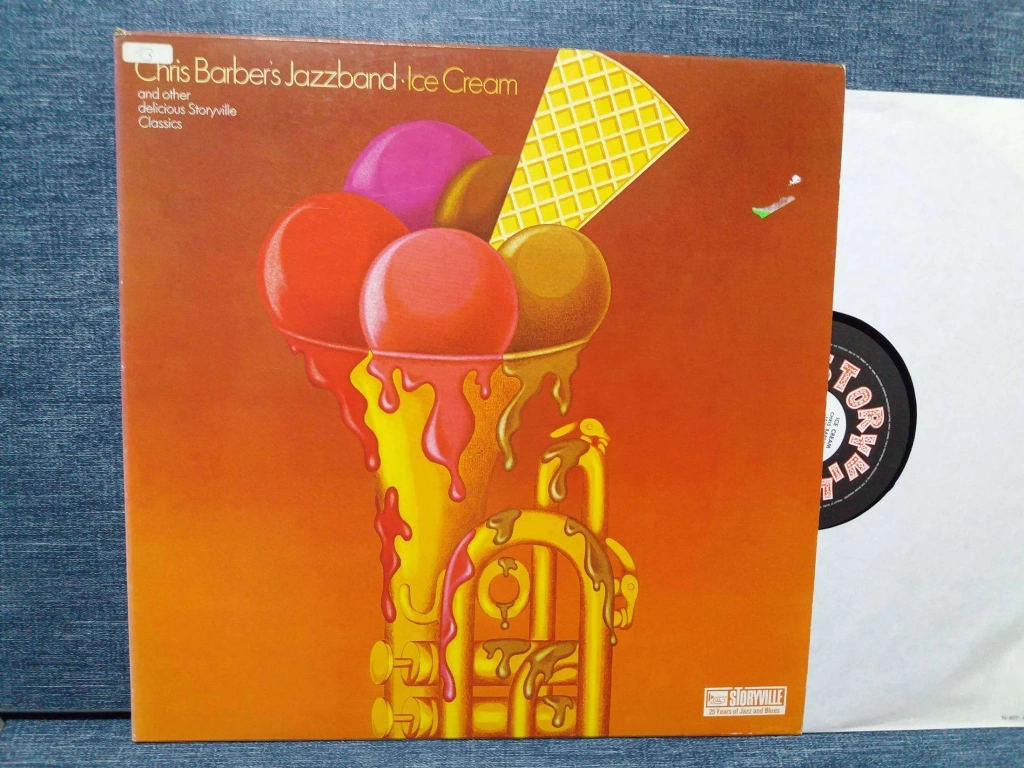 Chris Barber's Jazzband · Ice Cream
and other
delicious Storyville
Classics
STORYVILLE
25 Years of Jazz and Blues
ICE CREAM